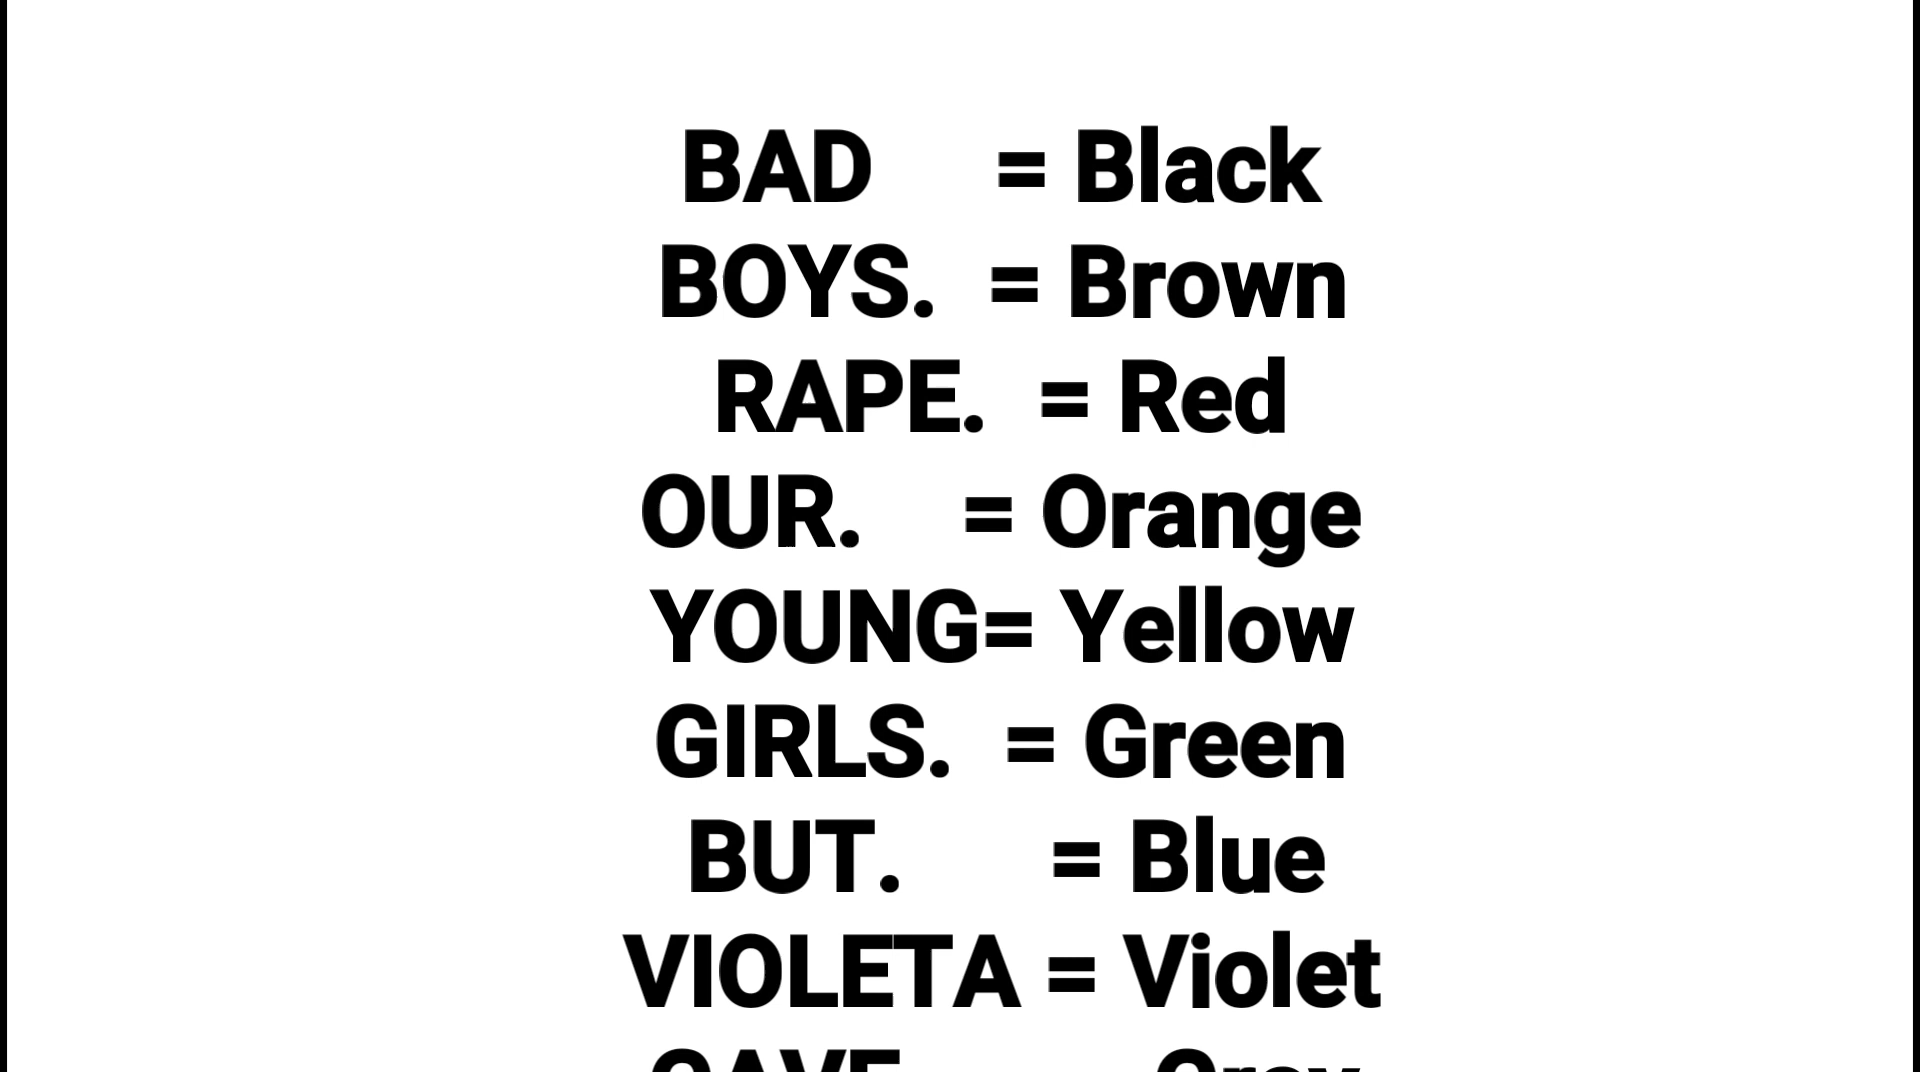 BAD = Black
BOYS. = Brown
RAPE. = Red
OUR. = Orange
YOUNG= Yellow
GIRLS. = Green
BUT. = Blue
VIOLETA = Violet